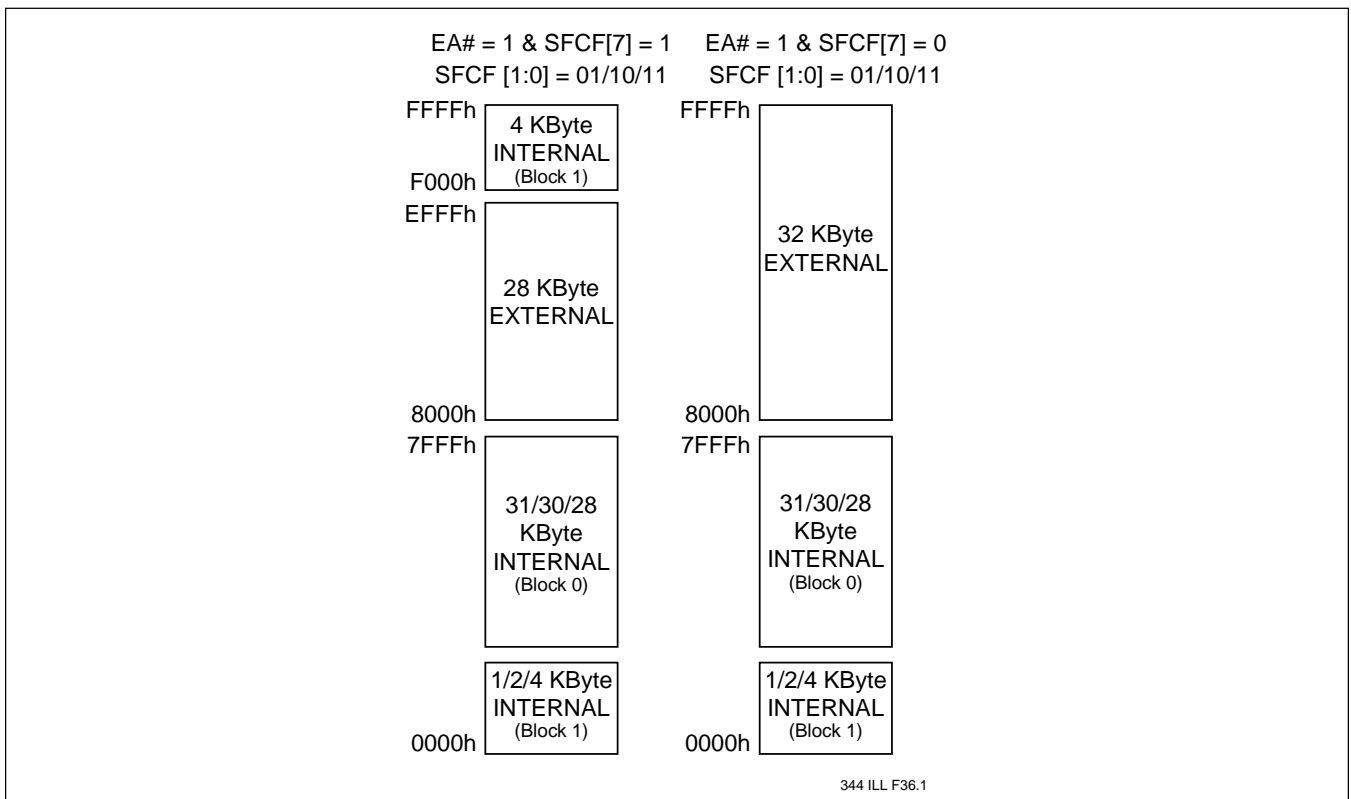 EA# = 1 & SFCF[7] = 1
SFCF [1:0] = 01/10/11
FFFFh
4 KByte
INTERNAL
(Block 1)
F000h
EFFFh
28 KByte
EXTERNAL
8000h
7FFFh
31/30/28
KByte
INTERNAL
(Block 0)
1/2/4 KByte
INTERNAL
(Block 1)
0000h
EA# = 1 & SFCF[7] = 0
SFCF [1:0] = 01/10/11
FFFFh
32 KByte
EXTERNAL
8000h
7FFFh
31/30/28
KByte
INTERNAL
(Block 0)
1/2/4 KByte
INTERNAL
(Block 1)
0000h
344 ILL F36.1